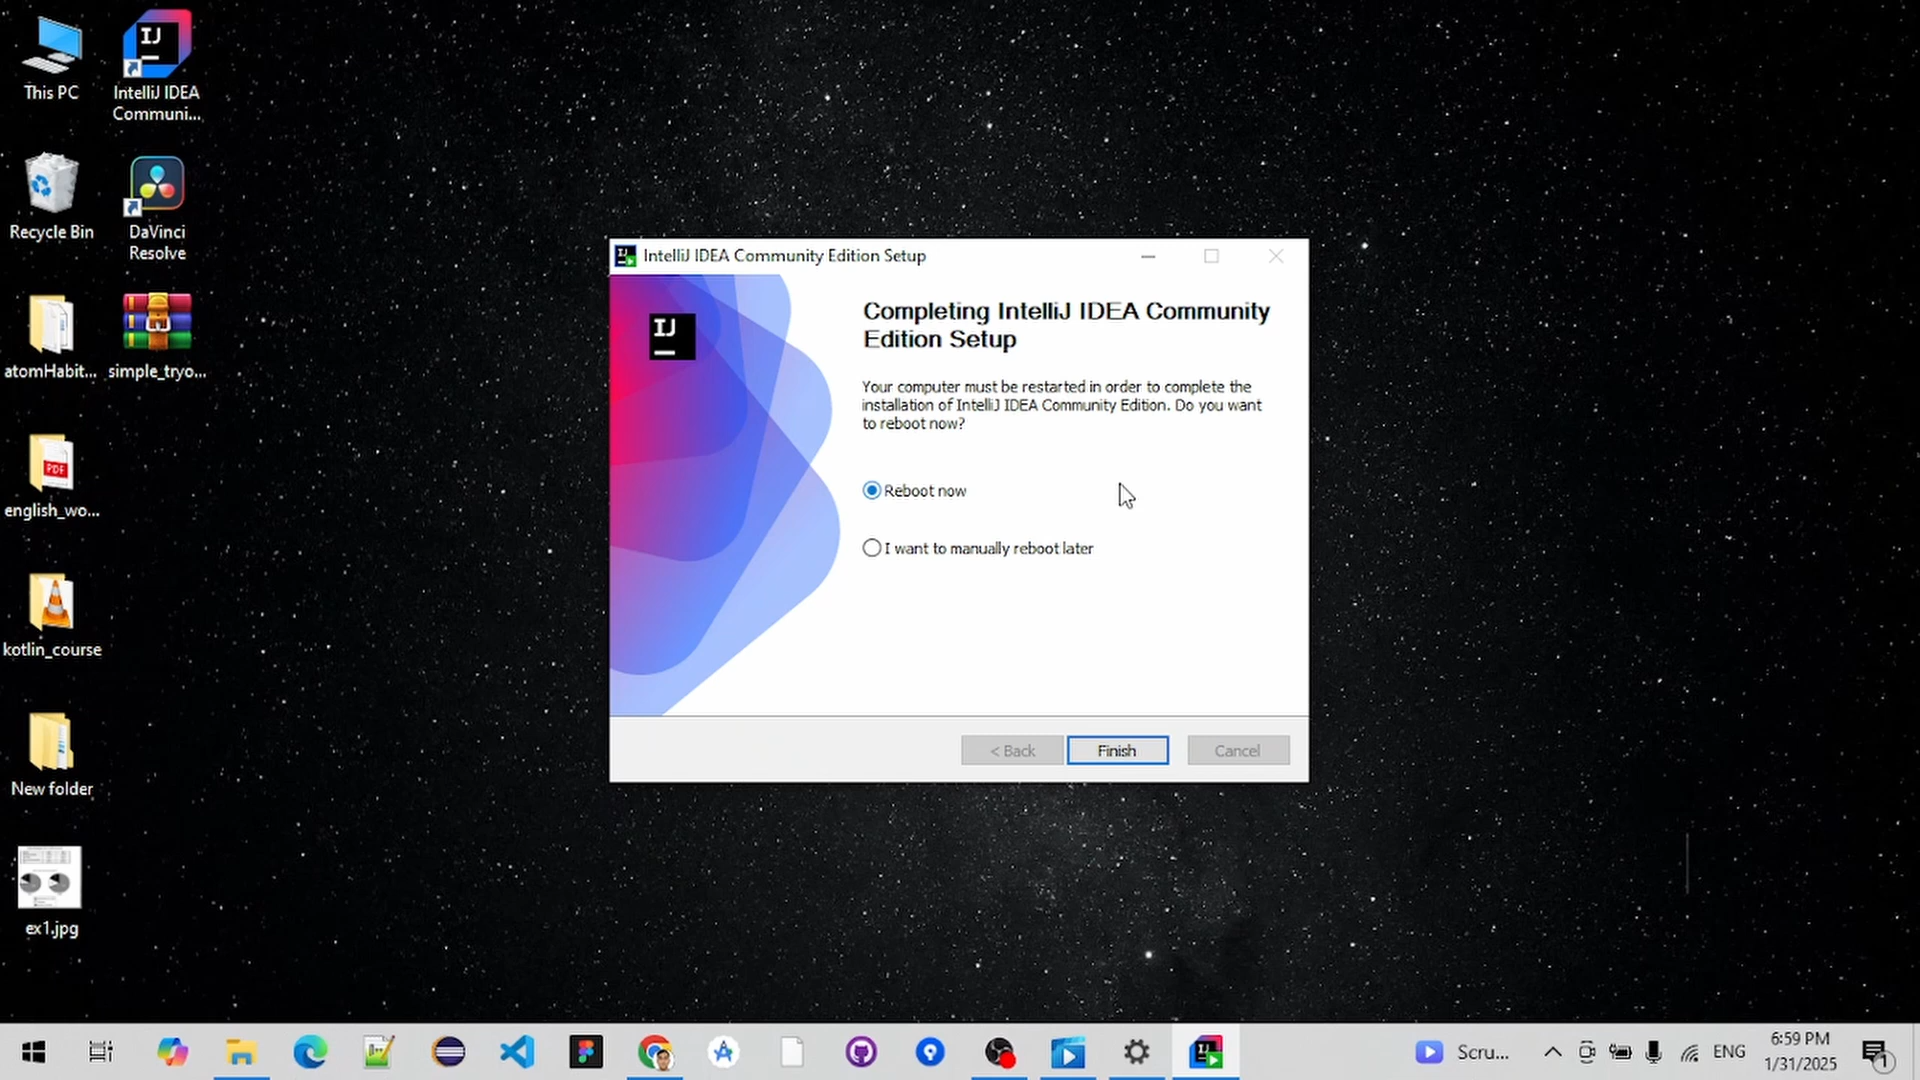 This PC
IntelliJ IDEA
Communi...
Recycle Bin
DaVinci
Resolve
atomHabit...
simple_tryo...
PDF
english_wo...
kotlin_course
New folder
ex1.jpg
IJ
IntelliJ IDEA Community Edition Setup
IJ
Completing IntelliJ IDEA Community
Edition Setup
Your computer must be restarted in order to complete the
installation of IntelliJ IDEA Community Edition. Do you want
to reboot now?
Reboot now
I want to manually reboot later
< Back
Finish
Cancel
Scru...
ENG
6:59 PM
1/31/2025
1